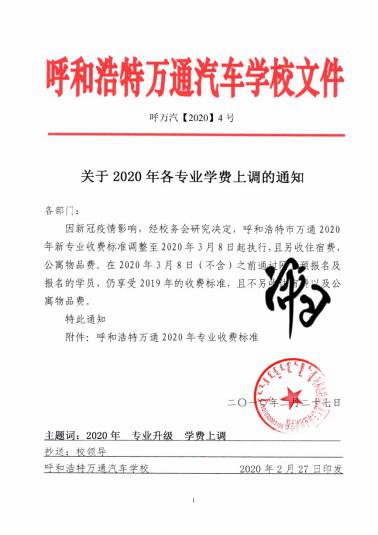 呼和浩特万通汽车学校文件
呼万汽【2020】4号
关于2020年各专业学费上调的通知
各部门：
因新冠疫情影响，经校务会研究决定，呼和浩特市万通2020
年新专业收费标准调整至2020年3月8日起执行，且另收住宿费，
公寓物品费。在2020年3月8日（不含）之前通过 预报名及
报名的学员，仍享受2019年的收费标准，且不另收 以及公
寓物品费。
特此通知
附件：呼和浩特万通2020年专业收费标准
二〇 年二月二十七日
主题词：2020年 专业升级 学费上调
抄送：校领导
呼和浩特万通汽车学校 2020年2月27日印发
1